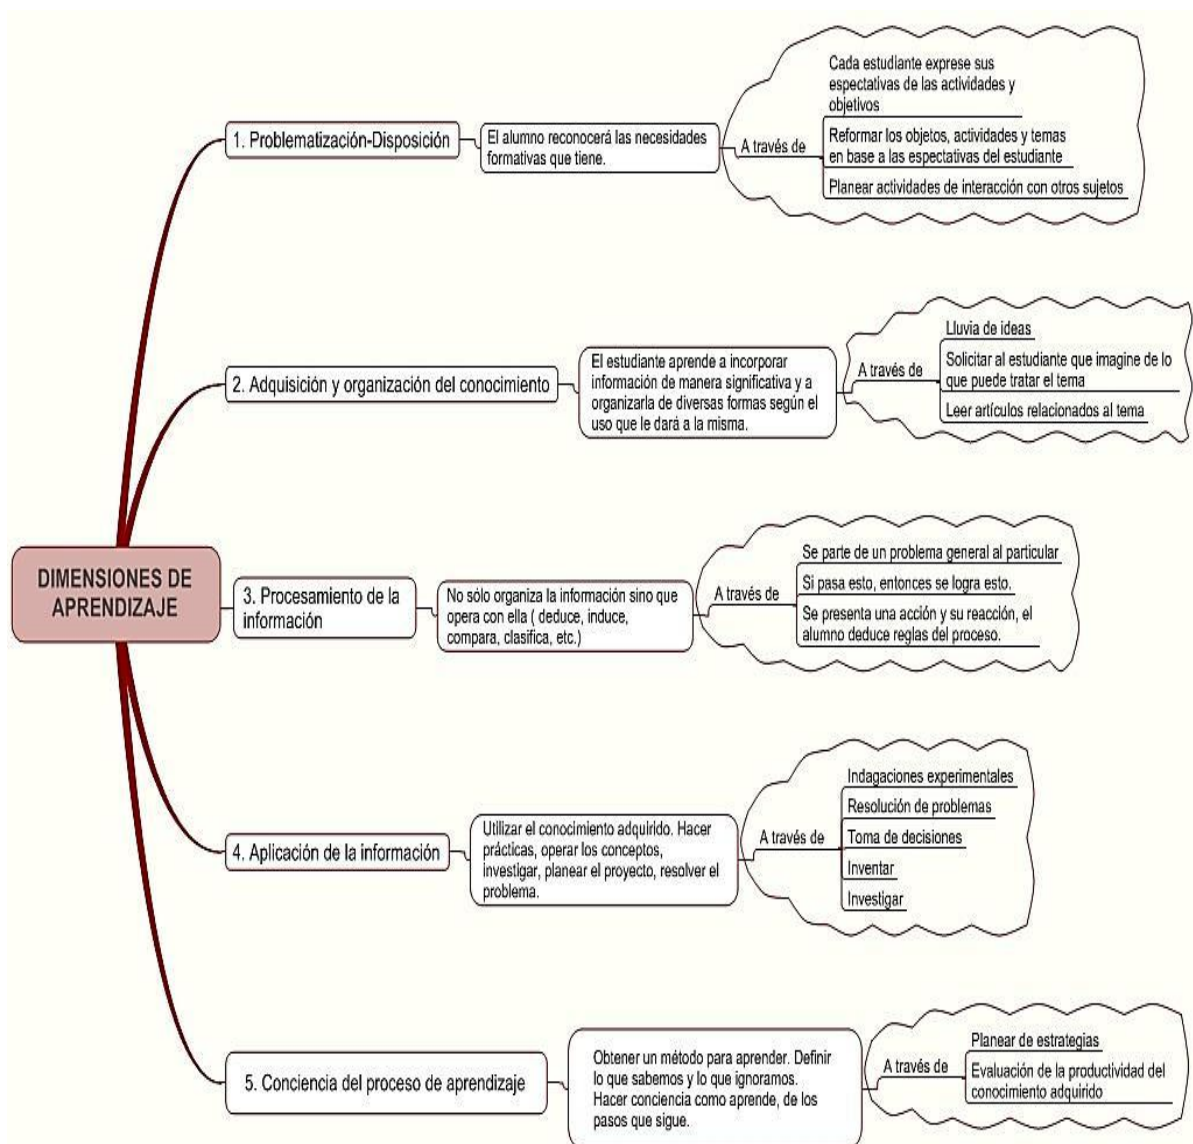 DIMENSIONES DE
APRENDIZAJE
1. Problematización-Disposición
El alumno reconocerá las necesidades
formativas que tiene.
A través de
Cada estudiante exprese sus
espectativas de las actividades y
objetivos
Reformar los objetos, actividades y temas
en base a las espectativas del estudiante
Planear actividades de interacción con otros sujetos
2. Adquisición y organización del conocimiento
El estudiante aprende a incorporar
información de manera significativa y a
organizarla de diversas formas según el
uso que le dará a la misma.
A través de
Lluvia de ideas
Solicitar al estudiante que imagine de lo
que puede tratar el tema
Leer artículos relacionados al tema
3. Procesamiento de la
información
No sólo organiza la información sino que
opera con ella ( deduce, induce,
compara, clasifica, etc.)
A través de
Se parte de un problema general al particular
Si pasa esto, entonces se logra esto.
Se presenta una acción y su reacción, el
alumno deduce reglas del proceso.
4. Aplicación de la información
Utilizar el conocimiento adquirido. Hacer
prácticas, operar los conceptos,
investigar, planear el proyecto, resolver el
problema.
A través de
Indagaciones experimentales
Resolución de problemas
Toma de decisiones
Inventar
Investigar
5. Conciencia del proceso de aprendizaje
Obtener un método para aprender. Definir
lo que sabemos y lo que ignoramos.
Hacer conciencia como aprende, de los
pasos que sigue.
A través de
Planear de estrategias
Evaluación de la productividad del
conocimiento adquirido